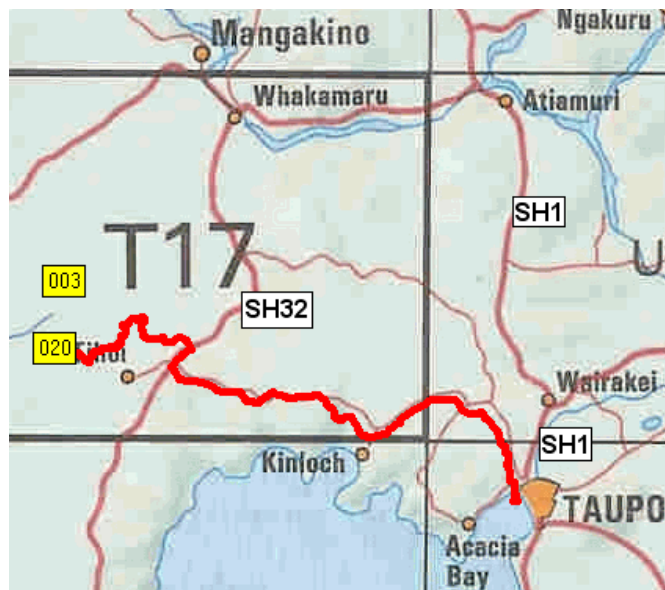 Ngakuru
Mangakino
Whakamaru
Atiamuri
SH1
T17
U
003
SH32
020
Tihoi
Wairakei
SH1
Kinloch
TAUPO
Acacia
Bay